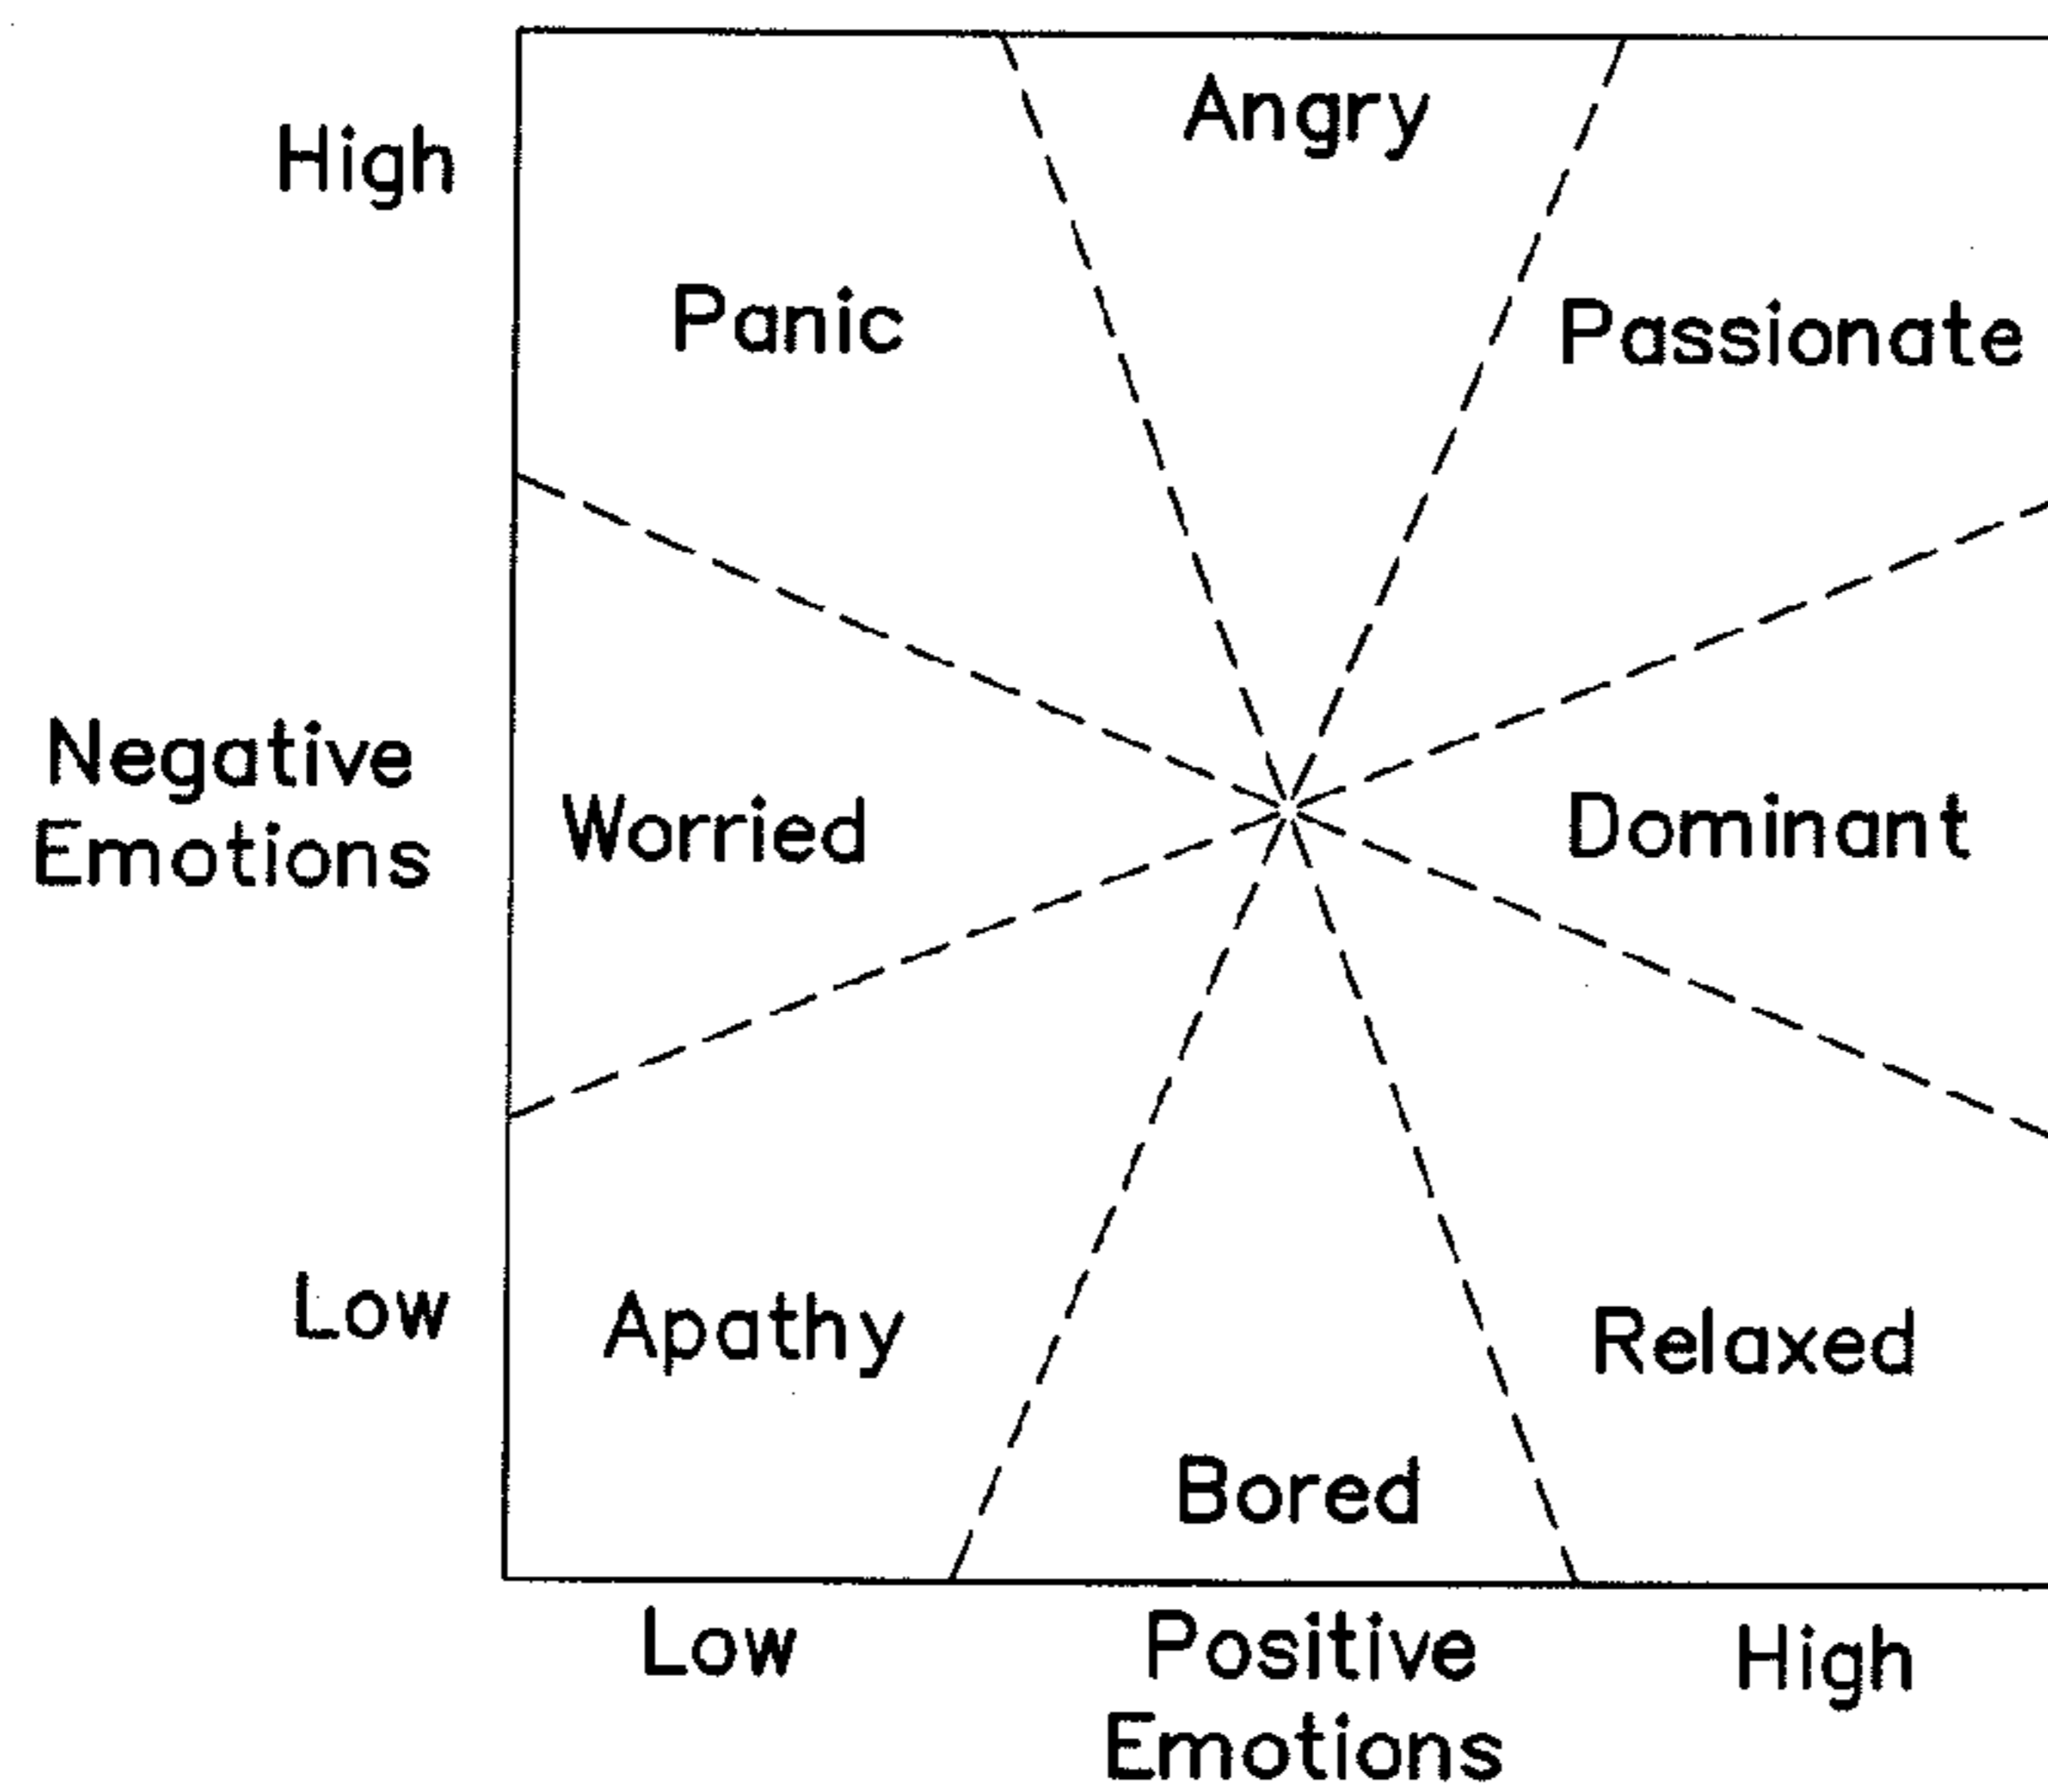 Angry
High
Panic
Passionate
Negative
Emotions
Worried
Dominant
Low
Apathy
Relaxed
Bored
Low
Positive
Emotions
High